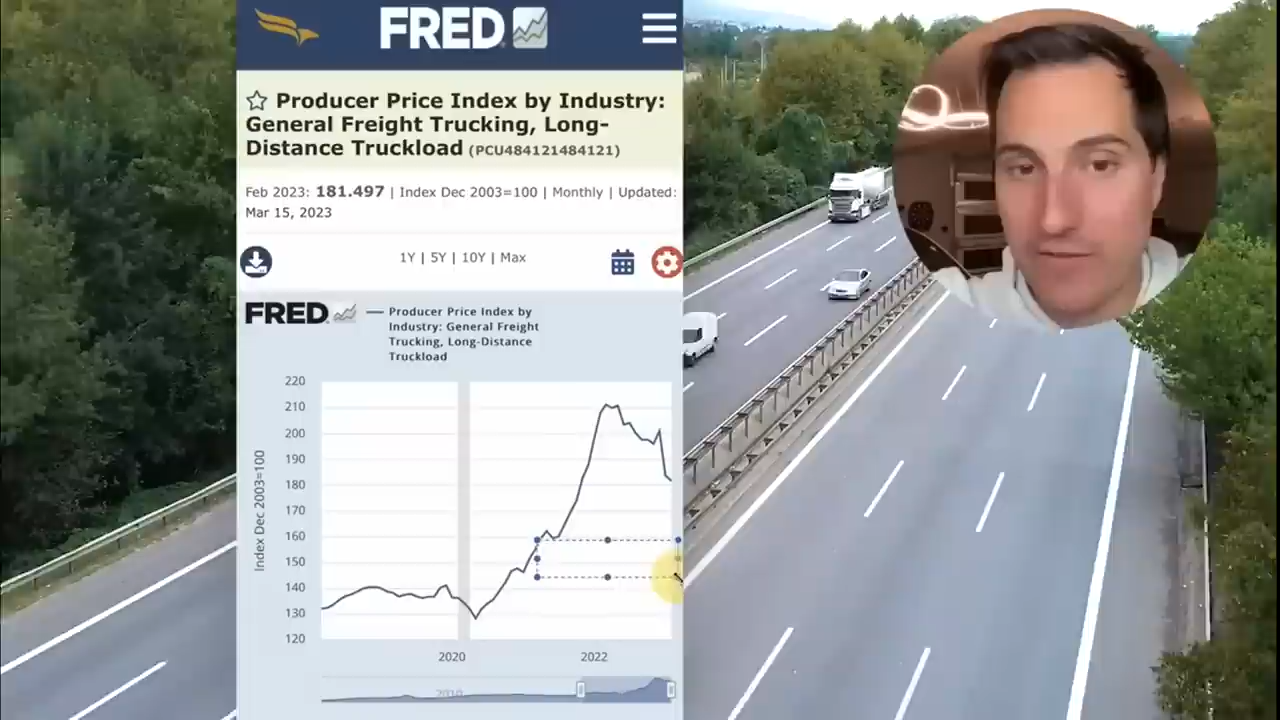 FRED
Producer Price Index by Industry:
General Freight Trucking, Long-
Distance Truckload (PCU484121484121)
Feb 2023: 181.497 | Index Dec 2003=100 | Monthly | Updated:
Mar 15, 2023
1Y | 5Y | 10Y | Max
FRED
Producer Price Index by
Industry: General Freight
Trucking, Long-Distance
Truckload
220
210
200
190
180
170
160
150
140
130
120
Index Dec 2003=100
2020
2022
2010